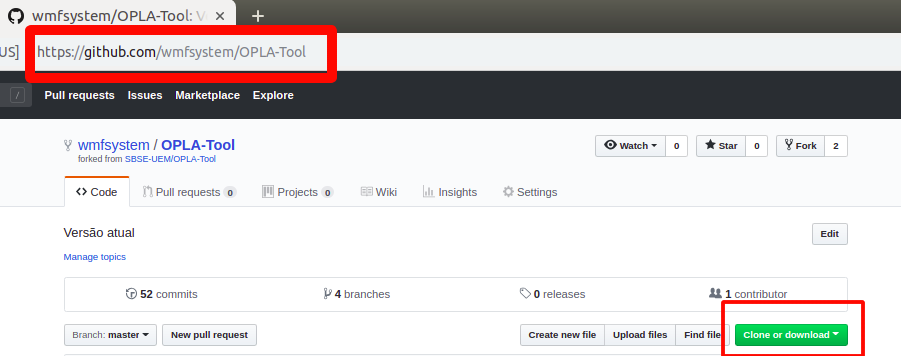 wmfsystem/OPLA-Tool: V
US] https://github.com/wmfsystem/OPLA-Tool
/ Pull requests Issues Marketplace Explore
wmfsystem / OPLA-Tool Watch 0 Star 0 Fork 2
forked from SBSE-UEM/OPLA-Tool
Code Pull requests 0 Projects 0 Wiki Insights Settings
Versão atual Edit
Manage topics
52 commits 4 branches 0 releases 1 contributor
Branch: master New pull request Create new file Upload files Find file Clone or download